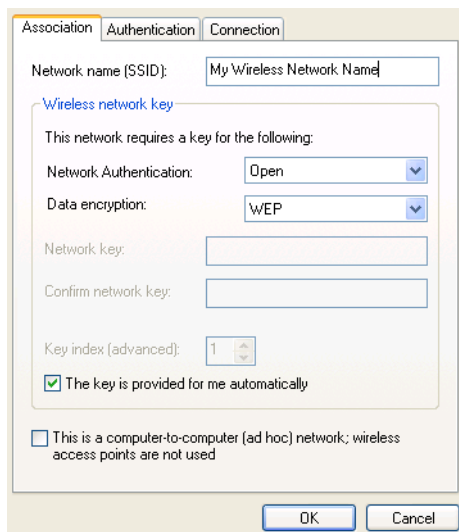 Association Authentication Connection
Network name (SSID): My Wireless Network Name
Wireless network key
This network requires a key for the following:
Network Authentication: Open
Data encryption: WEP
Network key:
Confirm network key:
Key index (advanced): 1
The key is provided for me automatically
This is a computer-to-computer (ad hoc) network; wireless
access points are not used
OK Cancel